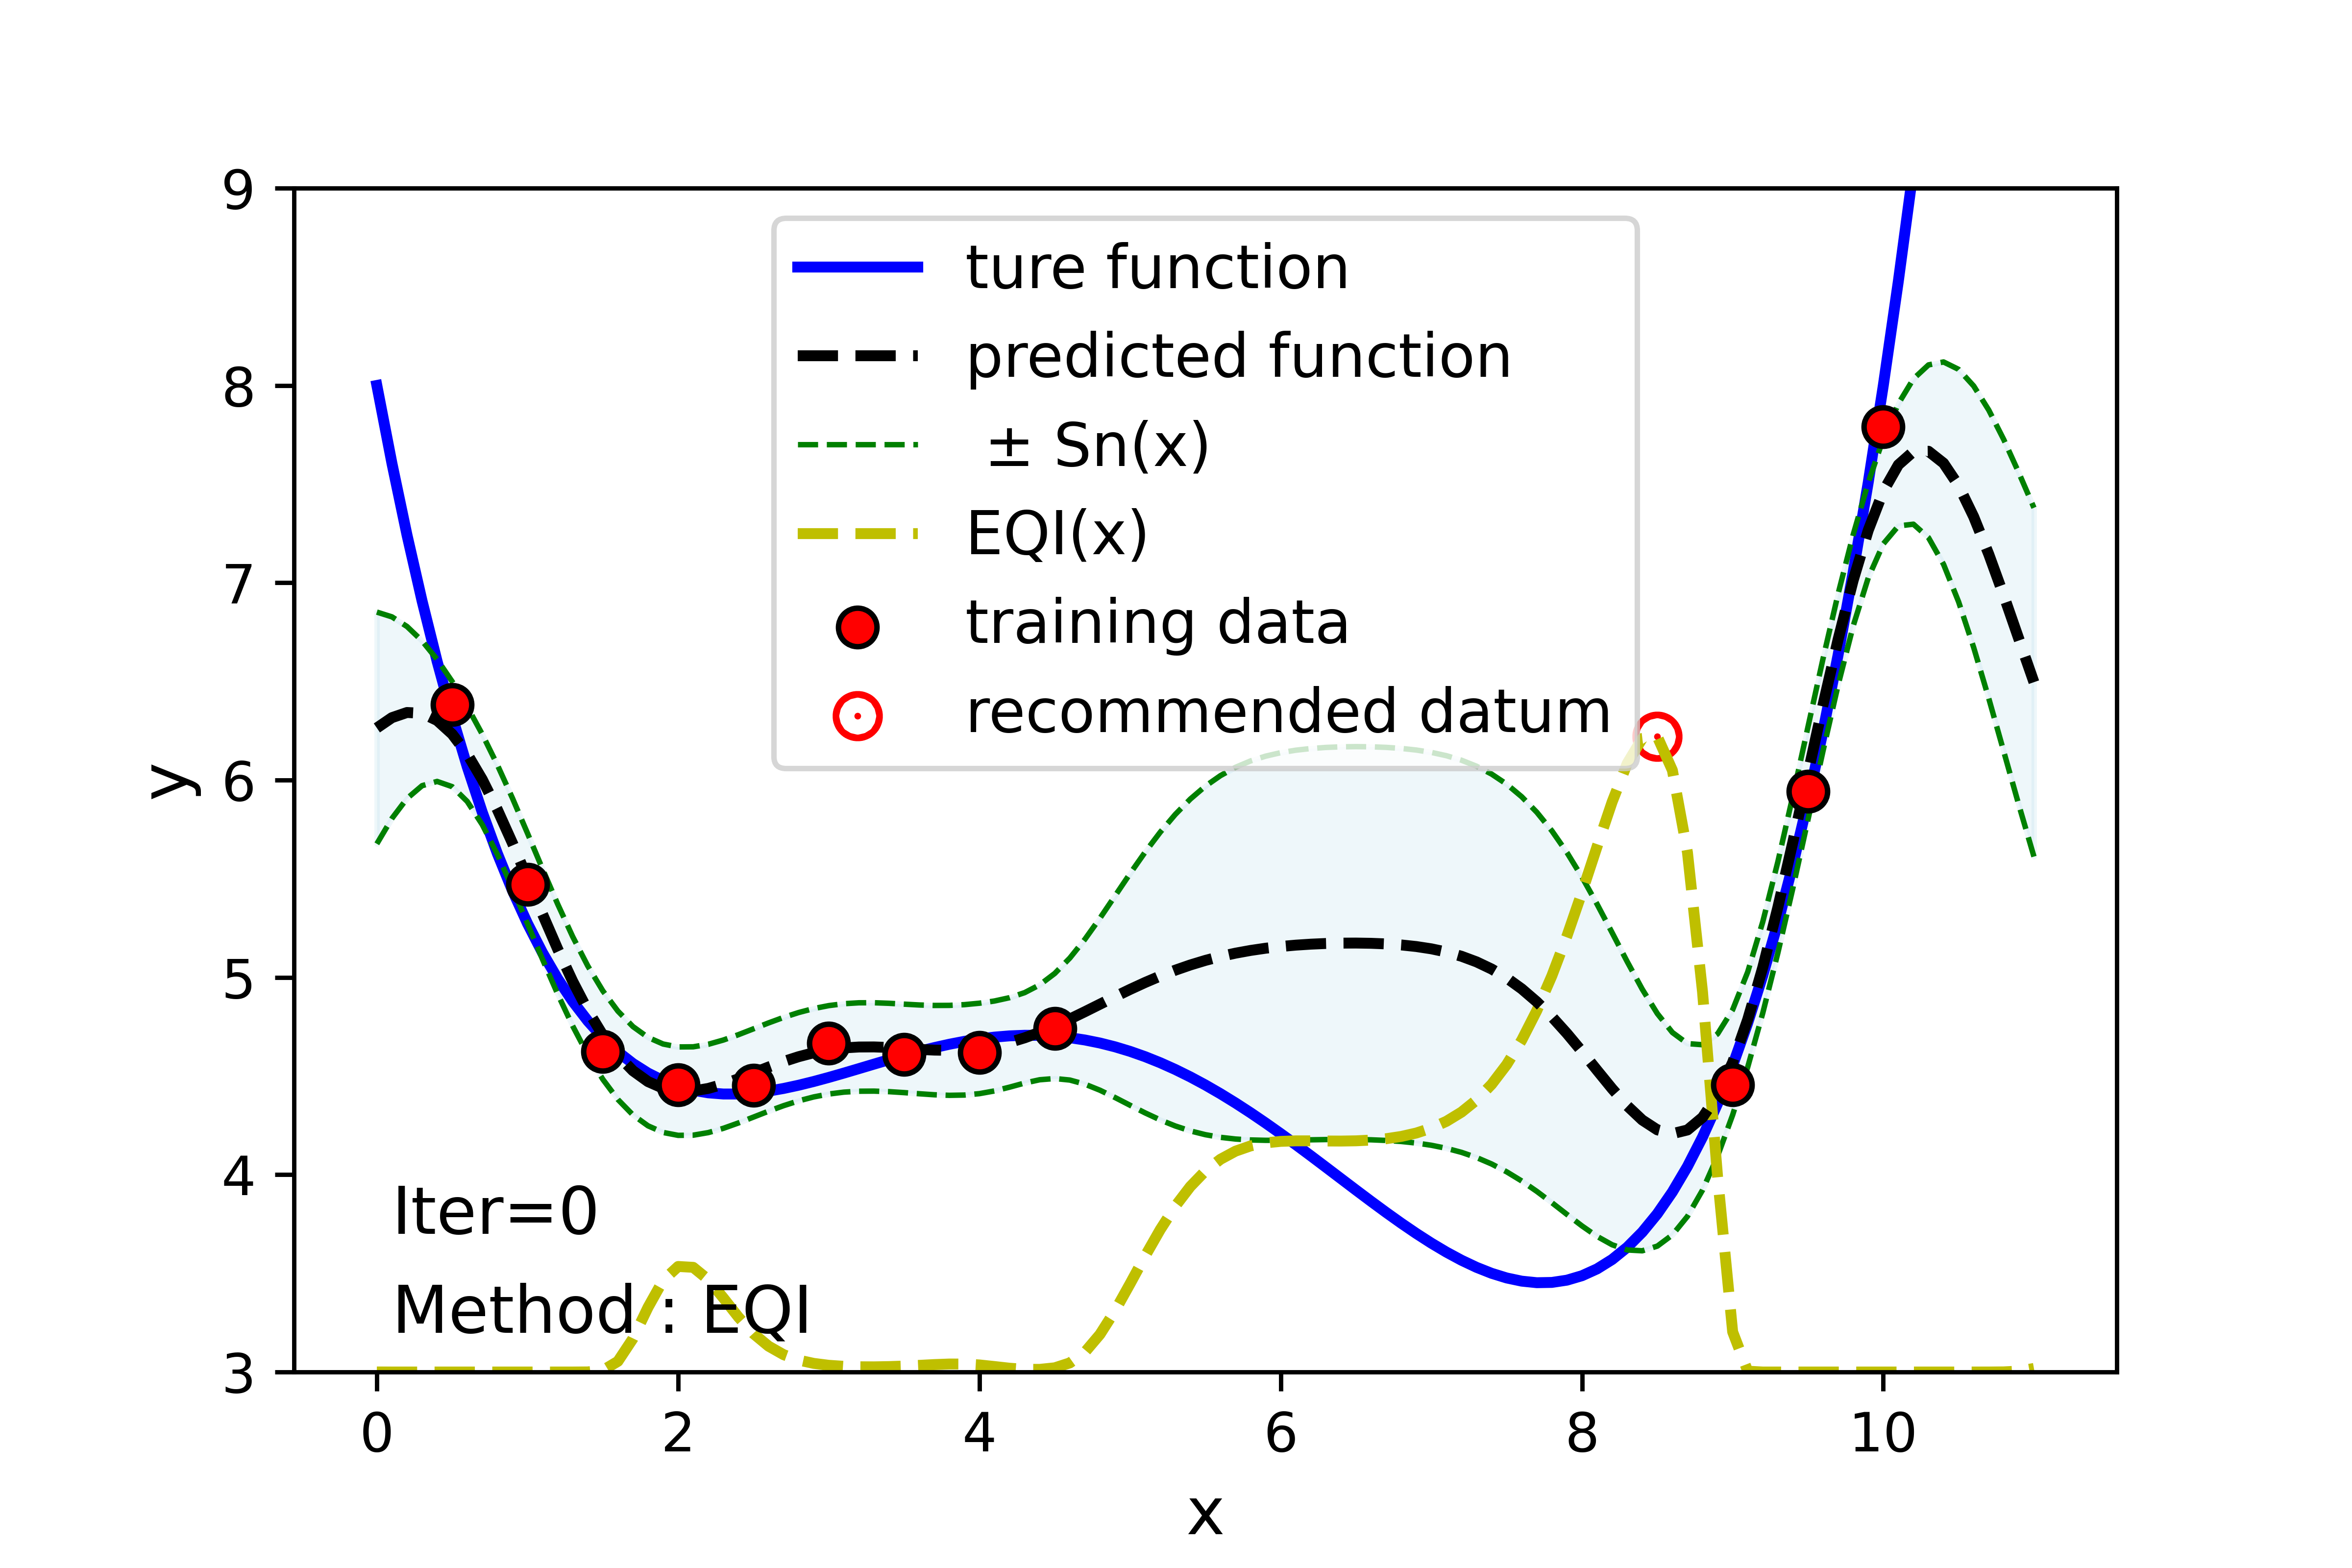 9
8
7
6
5
4
3
y
ture function
predicted function
± Sn(x)
EQI(x)
training data
recommended datum
Iter=0
Method : EQI
0 2 4 6 8 10
x